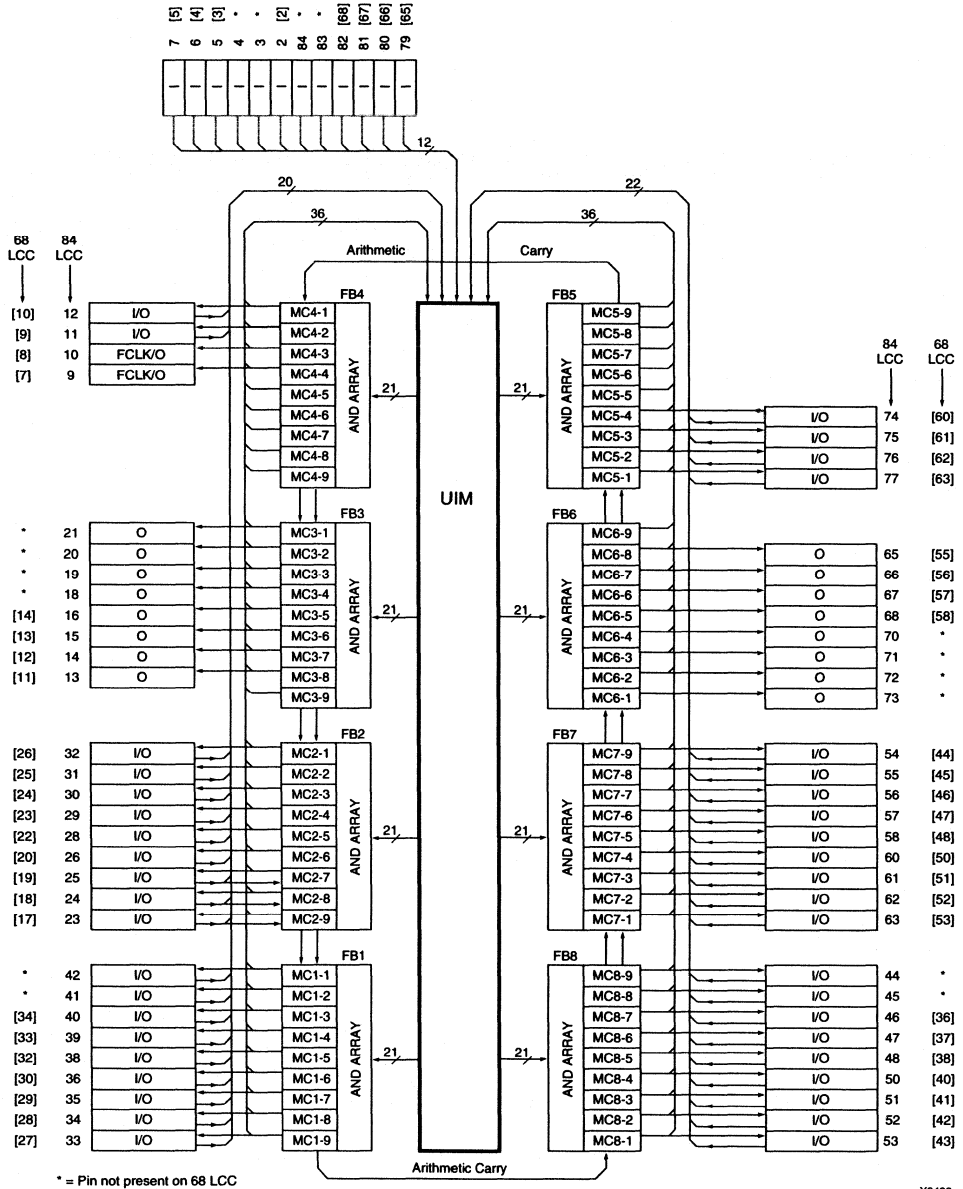 [5] [4] [3] * * [2] * * [68] [67] [66] [65]
7 6 5 4 3 2 84 83 82 81 80 79
I I I I I I I I I I I I
12
20
22
36
36
Arithmetic Carry
68 LCC
84 LCC
84 LCC
68 LCC
UIM
FB4
AND ARRAY
21
[10] 12 I/O MC4-1
[9] 11 I/O MC4-2
[8] 10 FCLK/O MC4-3
[7] 9 FCLK/O MC4-4
MC4-5
MC4-6
MC4-7
MC4-8
MC4-9
FB5
AND ARRAY
21
MC5-9
MC5-8
MC5-7
MC5-6
MC5-5
MC5-4 I/O 74 [60]
MC5-3 I/O 75 [61]
MC5-2 I/O 76 [62]
MC5-1 I/O 77 [63]
FB3
AND ARRAY
21
* 21 O MC3-1
* 20 O MC3-2
* 19 O MC3-3
* 18 O MC3-4
[14] 16 O MC3-5
[13] 15 O MC3-6
[12] 14 O MC3-7
[11] 13 O MC3-8
MC3-9
FB6
AND ARRAY
21
MC6-9
MC6-8 O 65 [55]
MC6-7 O 66 [56]
MC6-6 O 67 [57]
MC6-5 O 68 [58]
MC6-4 O 70 *
MC6-3 O 71 *
MC6-2 O 72 *
MC6-1 O 73 *
FB2
AND ARRAY
21
[26] 32 I/O MC2-1
[25] 31 I/O MC2-2
[24] 30 I/O MC2-3
[23] 29 I/O MC2-4
[22] 28 I/O MC2-5
[20] 26 I/O MC2-6
[19] 25 I/O MC2-7
[18] 24 I/O MC2-8
[17] 23 I/O MC2-9
FB7
AND ARRAY
21
MC7-9 I/O 54 [44]
MC7-8 I/O 55 [45]
MC7-7 I/O 56 [46]
MC7-6 I/O 57 [47]
MC7-5 I/O 58 [48]
MC7-4 I/O 60 [50]
MC7-3 I/O 61 [51]
MC7-2 I/O 62 [52]
MC7-1 I/O 63 [53]
FB1
AND ARRAY
21
* 42 I/O MC1-1
* 41 I/O MC1-2
[34] 40 I/O MC1-3
[33] 39 I/O MC1-4
[32] 38 I/O MC1-5
[30] 36 I/O MC1-6
[29] 35 I/O MC1-7
[28] 34 I/O MC1-8
[27] 33 I/O MC1-9
FB8
AND ARRAY
21
MC8-9 I/O 44 *
MC8-8 I/O 45 *
MC8-7 I/O 46 [36]
MC8-6 I/O 47 [37]
MC8-5 I/O 48 [38]
MC8-4 I/O 50 [40]
MC8-3 I/O 51 [41]
MC8-2 I/O 52 [42]
MC8-1 I/O 53 [43]
Arithmetic Carry
* = Pin not present on 68 LCC